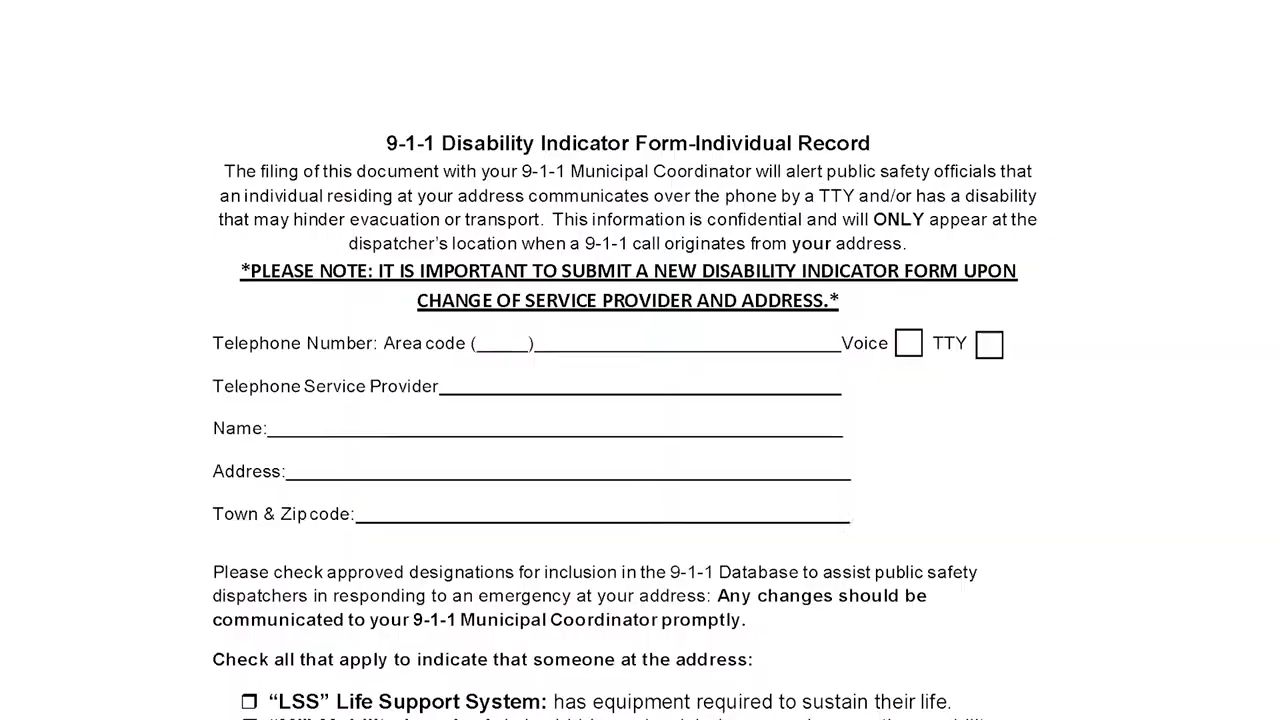 9-1-1 Disability Indicator Form-Individual Record
The filing of this document with your 9-1-1 Municipal Coordinator will alert public safety officials that
an individual residing at your address communicates over the phone by a TTY and/or has a disability
that may hinder evacuation or transport. This information is confidential and will ONLY appear at the
dispatcher's location when a 9-1-1 call originates from your address.
*PLEASE NOTE: IT IS IMPORTANT TO SUBMIT A NEW DISABILITY INDICATOR FORM UPON
CHANGE OF SERVICE PROVIDER AND ADDRESS.*
Telephone Number: Area code (_____)______________________________Voice ☐ TTY ☐
Telephone Service Provider________________________________________
Name:_________________________________________________________
Address:________________________________________________________
Town & Zip code:_________________________________________________
Please check approved designations for inclusion in the 9-1-1 Database to assist public safety
dispatchers in responding to an emergency at your address: Any changes should be
communicated to your 9-1-1 Municipal Coordinator promptly.
Check all that apply to indicate that someone at the address:
❒ “LSS” Life Support System: has equipment required to sustain their life.